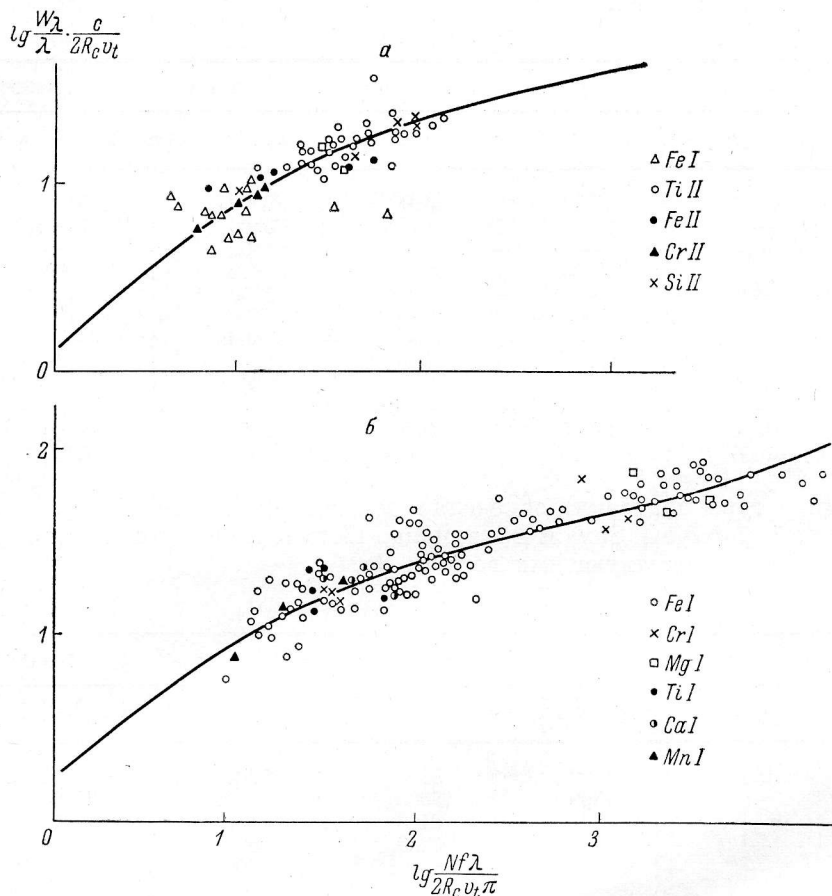 lg Wλ/λ · c/2R_c v_t
а
1
0
△ Fe I
○ Ti II
● Fe II
▲ Cr II
× Si II
б
2
1
○ Fe I
× Cr I
□ Mg I
● Ti I
◑ Ca I
▲ Mn I
0 1 2 3
lg Nfλ/2R_c v_t π